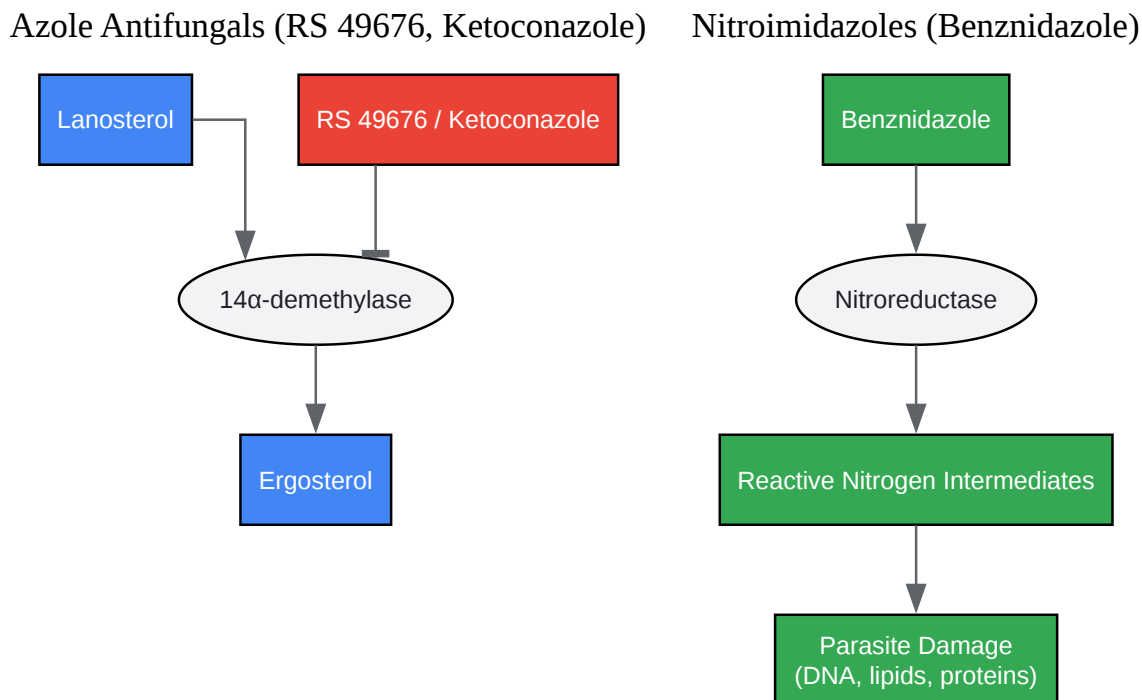 Azole Antifungals (RS 49676, Ketoconazole)
Nitroimidazoles (Benznidazole)
Lanosterol
RS 49676 / Ketoconazole
Benznidazole
14α-demethylase
Nitroreductase
Ergosterol
Reactive Nitrogen Intermediates
Parasite Damage
(DNA, lipids, proteins)